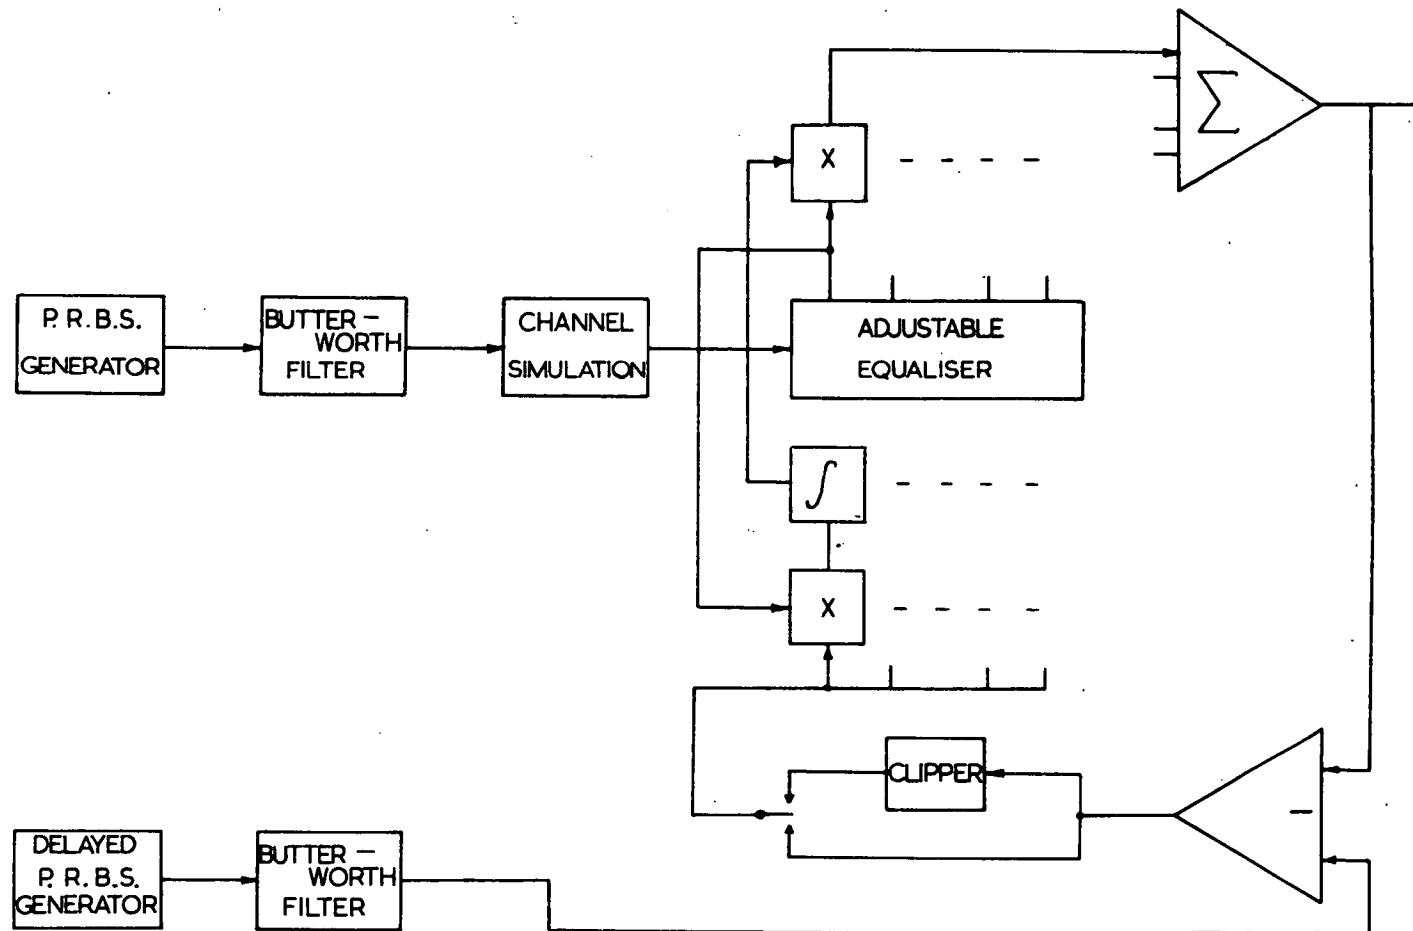 Σ
X
P. R. B. S.
GENERATOR
BUTTER –
WORTH
FILTER
CHANNEL
SIMULATION
ADJUSTABLE
EQUALISER
∫
X
CLIPPER
–
DELAYED
P. R. B.S.
GENERATOR
BUTTER –
WORTH
FILTER